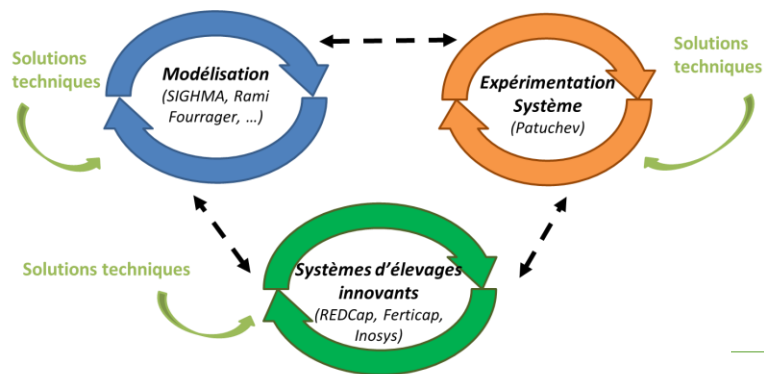 Solutions
techniques
Modélisation
(SIGHMA, Rami
Fourrager, ...)
Expérimentation
Système
(Patuchev)
Solutions
techniques
Solutions techniques
Systèmes d'élevages
innovants
(REDCap, Ferticap,
Inosys)